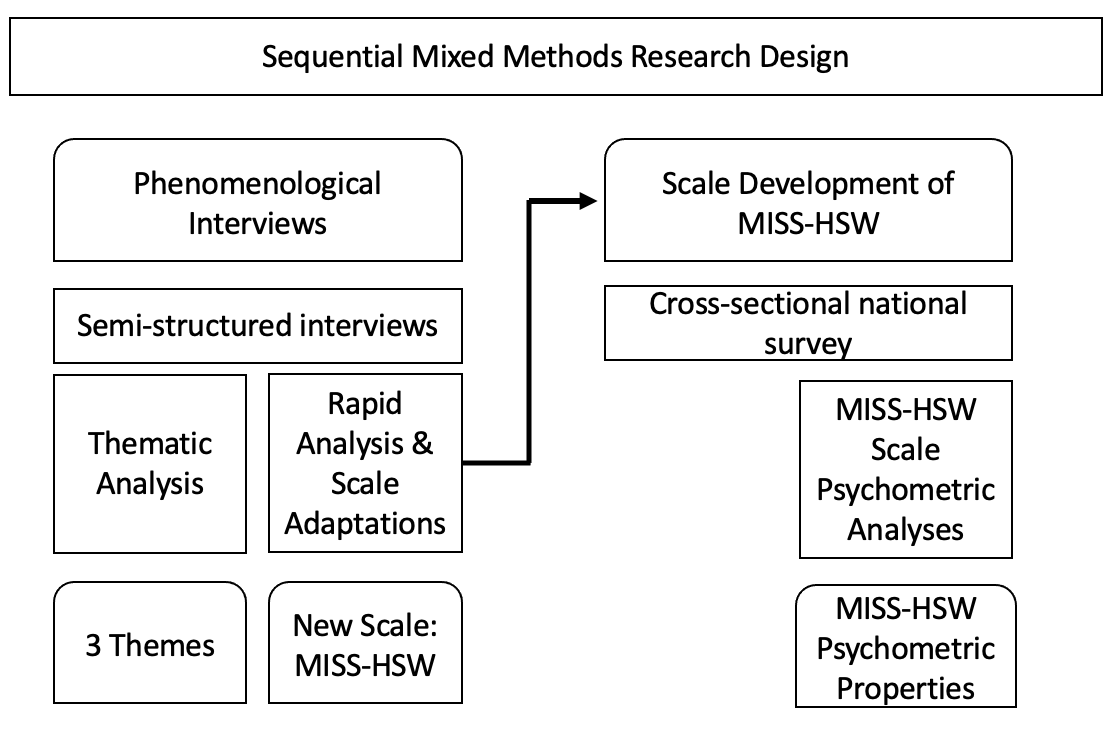 Sequential Mixed Methods Research Design
Phenomenological
Interviews
Scale Development of
MISS-HSW
Semi-structured interviews
Cross-sectional national
survey
Thematic
Analysis
Rapid
Analysis &
Scale
Adaptations
MISS-HSW
Scale
Psychometric
Analyses
3 Themes
New Scale:
MISS-HSW
MISS-HSW
Psychometric
Properties